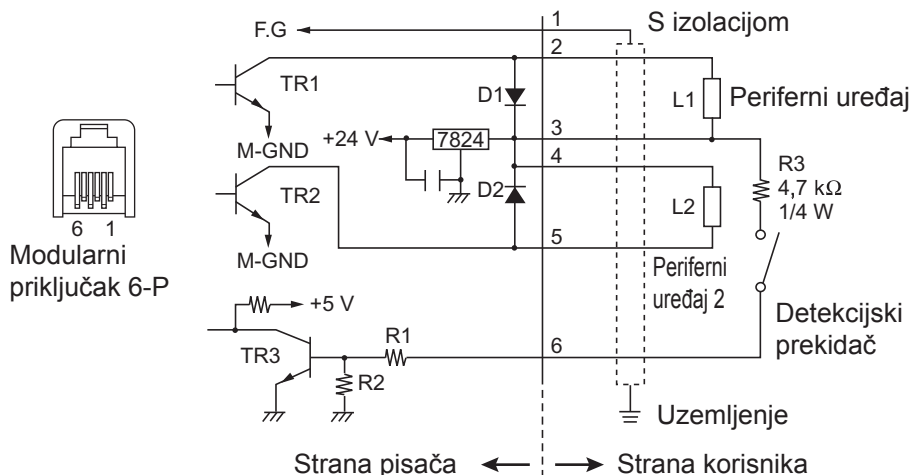 F.G
1
S izolacijom
2
TR1
D1
L1
Periferni uređaj
M-GND
+24 V
7824
3
4
R3
4,7 kΩ
1/4 W
TR2
D2
L2
6 1
Modularni
priključak 6-P
M-GND
5
Periferni
uređaj 2
+5 V
Detekcijski
prekidač
TR3
R1
R2
6
Uzemljenje
Strana pisača
Strana korisnika